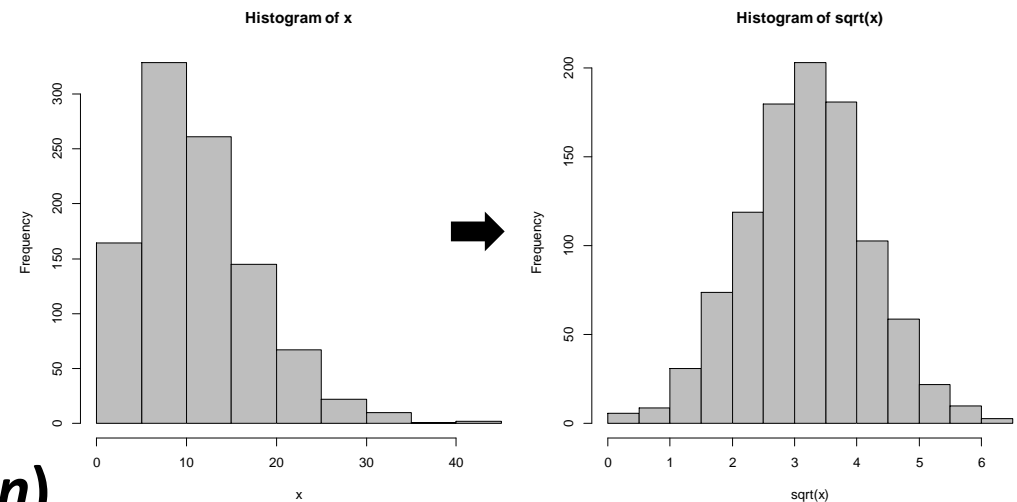 Histogram of x
Frequency
0
50
100
150
200
250
300
0 10 20 30 40
x
Histogram of sqrt(x)
Frequency
0
50
100
150
200
0 1 2 3 4 5 6
sqrt(x)
n)